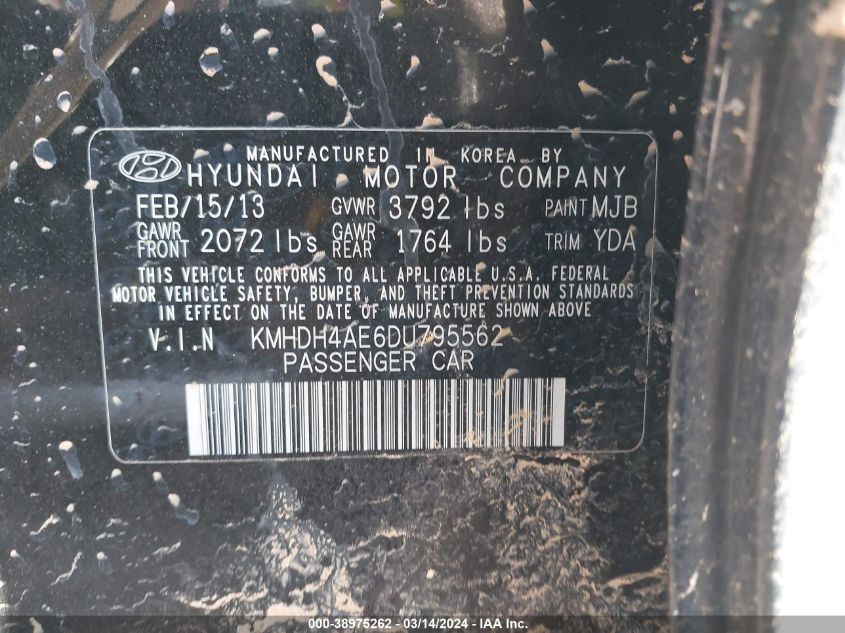 MANUFACTURED IN KOREA BY
HYUNDAI MOTOR COMPANY
FEB/15/13 GVWR 3792 lbs PAINT MJB
GAWR FRONT 2072 lbs GAWR REAR 1764 lbs TRIM YDA
THIS VEHICLE CONFORMS TO ALL APPLICABLE U.S.A. FEDERAL
MOTOR VEHICLE SAFETY, BUMPER, AND THEFT PREVENTION STANDARDS
IN EFFECT ON THE DATE OF MANUFACTURE SHOWN ABOVE
V.I.N KMHDH4AE6DU795562
PASSENGER CAR
000-38975262 - 03/14/2024 - IAA Inc.